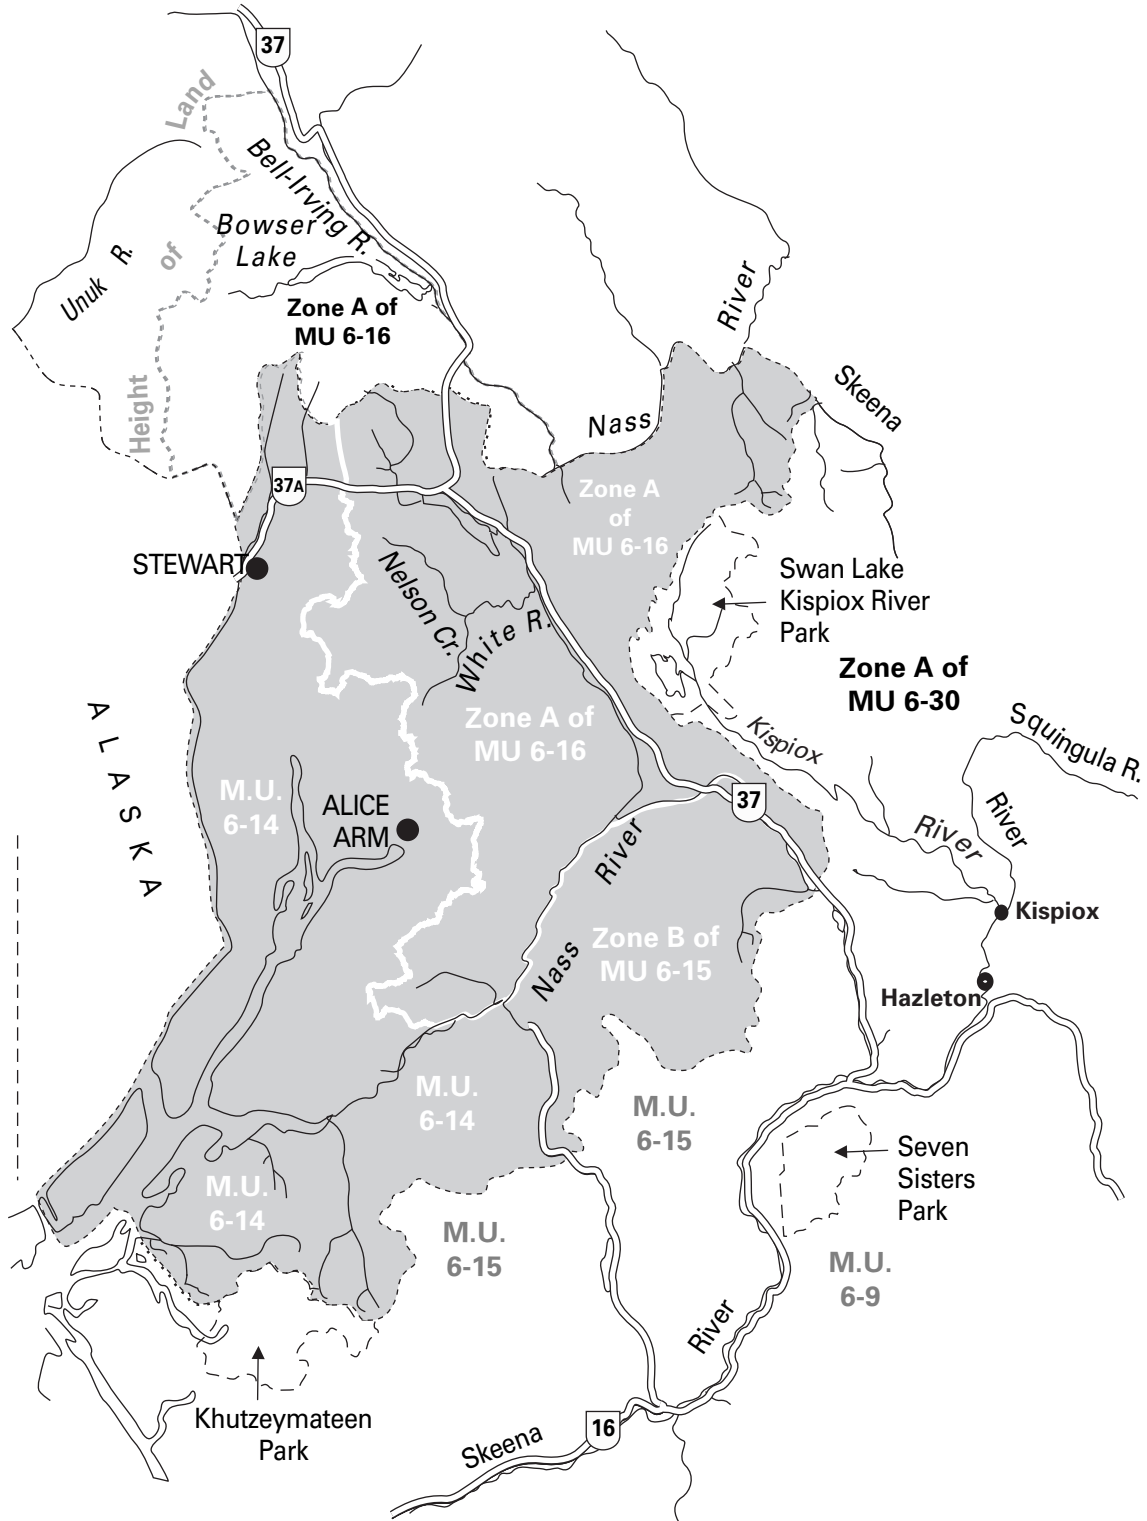 37
Land
Bell-Irving R.
Bowser
Lake
of
Unuk R.
River
Zone A of
MU 6-16
Height
Skeena
Nass
37A
Zone A
of
MU 6-16
STEWART
Nelson Cr.
White R.
Swan Lake
Kispiox River
Park
Zone A of
MU 6-30
ALASKA
Zone A of
MU 6-16
Kispiox
Squingula R.
M.U.
6-14
ALICE
ARM
37
River
River
River
Kispiox
Nass
Zone B of
MU 6-15
Hazleton
M.U.
6-14
M.U.
6-15
Seven
Sisters
Park
M.U.
6-14
M.U.
6-15
M.U.
6-9
River
Khutzeymateen
Park
Skeena
16